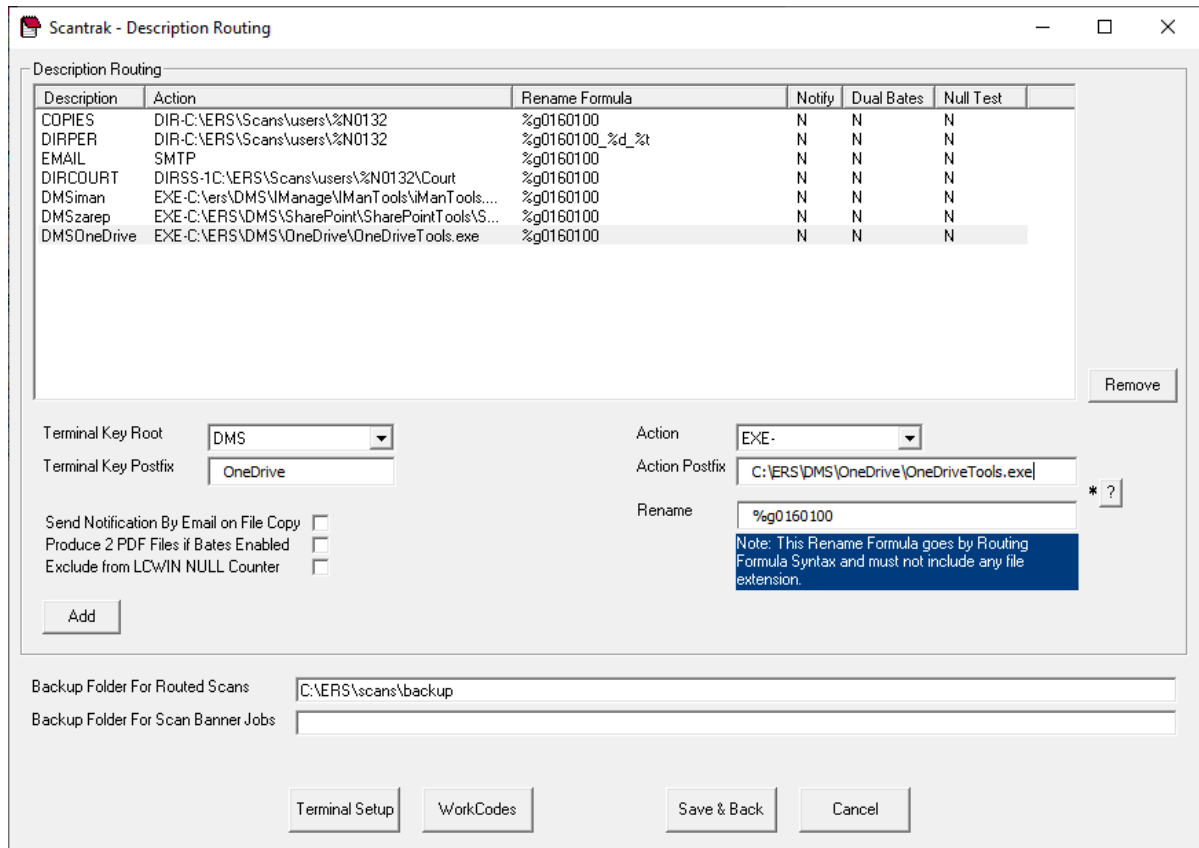 Scantrak - Description Routing
Description Routing
Description Action Rename Formula Notify Dual Bates Null Test
COPIES DIR-C:\ERS\Scans\users\%N0132 %g0160100 N N N
DIRPER DIR-C:\ERS\Scans\users\%N0132 %g0160100_%d_%t N N N
EMAIL SMTP %g0160100 N N N
DIRCOURT DIRSS-1C:\ERS\Scans\users\%N0132\Court %g0160100 N N N
DMSiman EXE-C:\ers\DMS\IManage\IManTools\iManTools.... %g0160100 N N N
DMSzarep EXE-C:\ERS\DMS\SharePoint\SharePointTools\S... %g0160100 N N N
DMSOneDrive EXE-C:\ERS\DMS\OneDrive\OneDriveTools.exe %g0160100 N N N
Remove
Terminal Key Root DMS Action EXE-
Terminal Key Postfix OneDrive Action Postfix C:\ERS\DMS\OneDrive\OneDriveTools.exe
* ?
Rename %g0160100
Send Notification By Email on File Copy
Produce 2 PDF Files if Bates Enabled
Exclude from LCWIN NULL Counter
Note: This Rename Formula goes by Routing
Formula Syntax and must not include any file
extension.
Add
Backup Folder For Routed Scans C:\ERS\scans\backup
Backup Folder For Scan Banner Jobs
Terminal Setup WorkCodes Save & Back Cancel